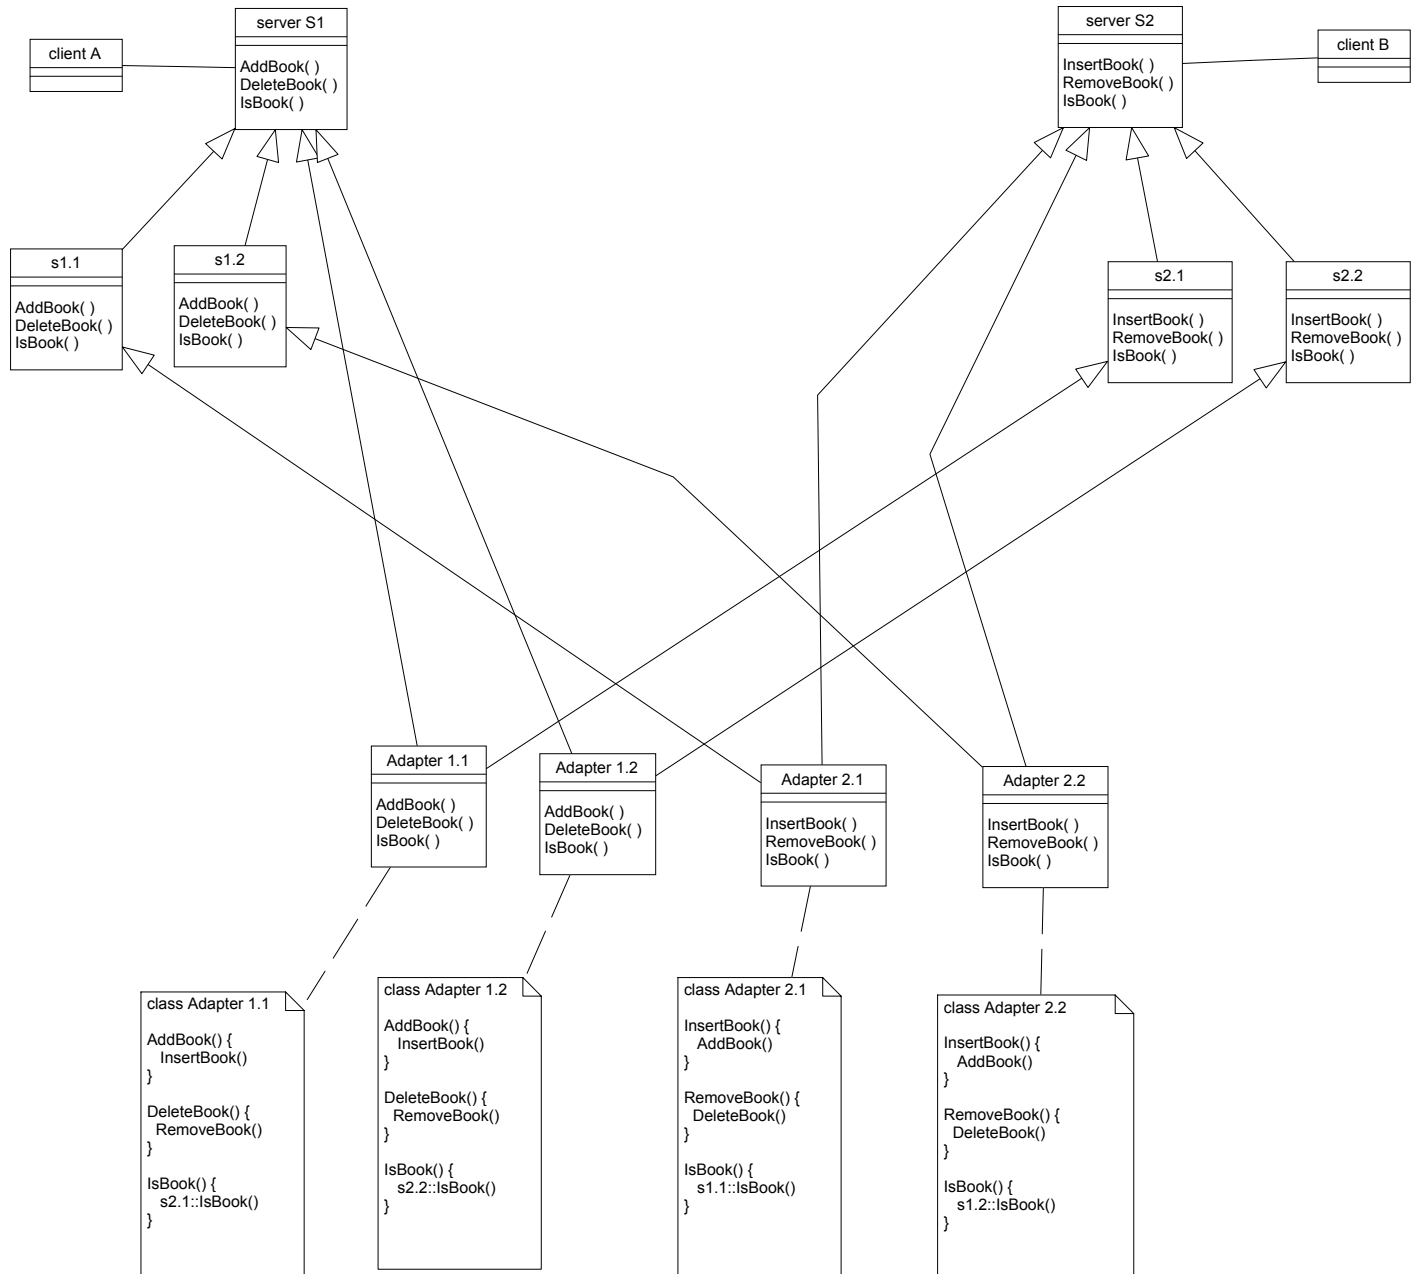 server S1
AddBook( )
DeleteBook( )
IsBook( )
client A
server S2
InsertBook( )
RemoveBook( )
IsBook( )
client B
s1.1
AddBook( )
DeleteBook( )
IsBook( )
s1.2
AddBook( )
DeleteBook( )
IsBook( )
s2.1
InsertBook( )
RemoveBook( )
IsBook( )
s2.2
InsertBook( )
RemoveBook( )
IsBook( )
Adapter 1.1
AddBook( )
DeleteBook( )
IsBook( )
Adapter 1.2
AddBook( )
DeleteBook( )
IsBook( )
Adapter 2.1
InsertBook( )
RemoveBook( )
IsBook( )
Adapter 2.2
InsertBook( )
RemoveBook( )
IsBook( )
class Adapter 1.1
AddBook() {
InsertBook()
}
DeleteBook() {
RemoveBook()
}
IsBook() {
s2.1::IsBook()
}
class Adapter 1.2
AddBook() {
InsertBook()
}
DeleteBook() {
RemoveBook()
}
IsBook() {
s2.2::IsBook()
}
class Adapter 2.1
InsertBook() {
AddBook()
}
RemoveBook() {
DeleteBook()
}
IsBook() {
s1.1::IsBook()
}
class Adapter 2.2
InsertBook() {
AddBook()
}
RemoveBook() {
DeleteBook()
}
IsBook() {
s1.2::IsBook()
}